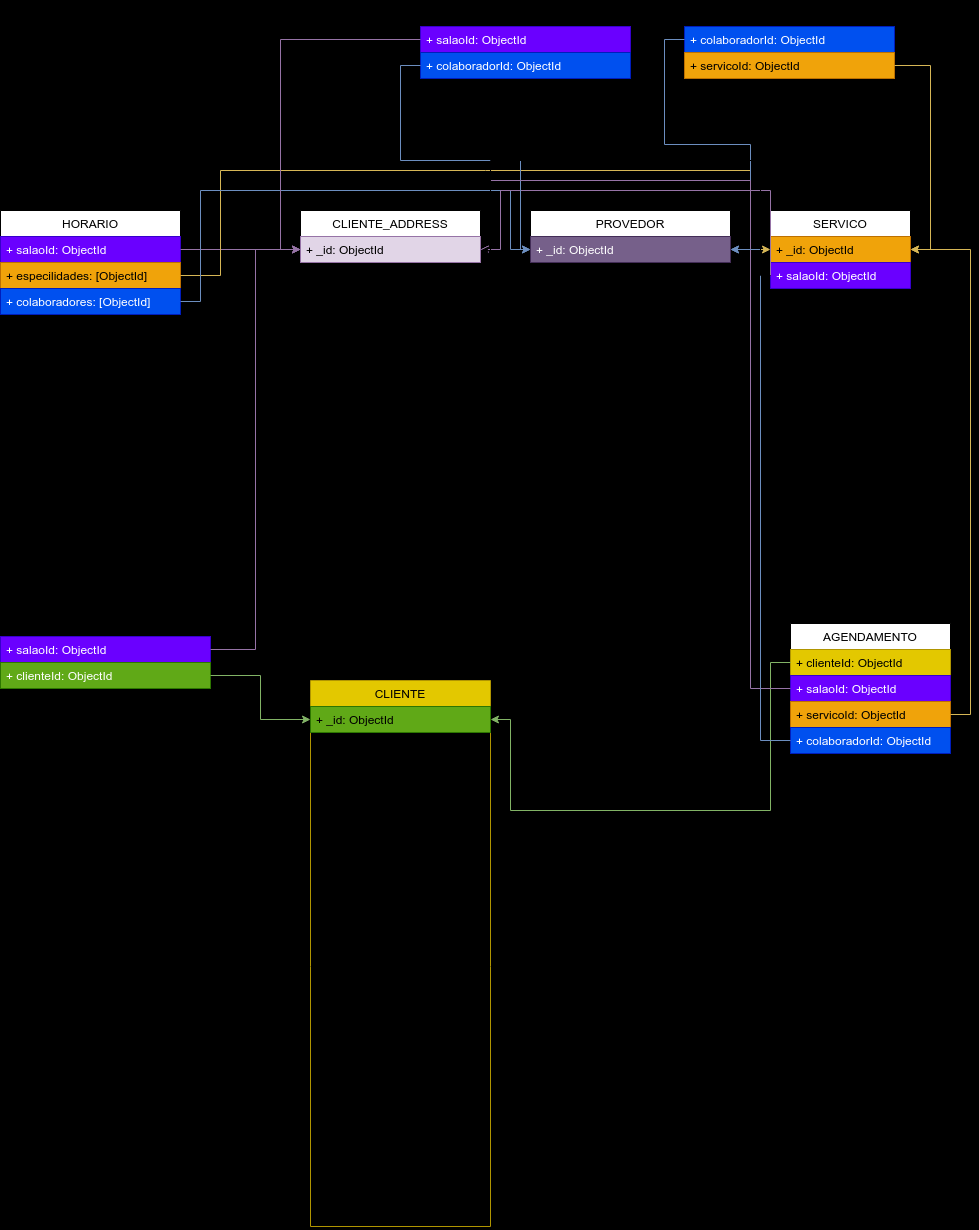 + salaoId: ObjectId
+ colaboradorId: ObjectId
+ colaboradorId: ObjectId
+ servicoId: ObjectId
HORARIO
+ salaoId: ObjectId
+ especilidades: [ObjectId]
+ colaboradores: [ObjectId]
CLIENTE_ADDRESS
+ _id: ObjectId
PROVEDOR
+ _id: ObjectId
SERVICO
+ _id: ObjectId
+ salaoId: ObjectId
+ salaoId: ObjectId
+ clienteId: ObjectId
CLIENTE
+ _id: ObjectId
AGENDAMENTO
+ clienteId: ObjectId
+ salaoId: ObjectId
+ servicoId: ObjectId
+ colaboradorId: ObjectId